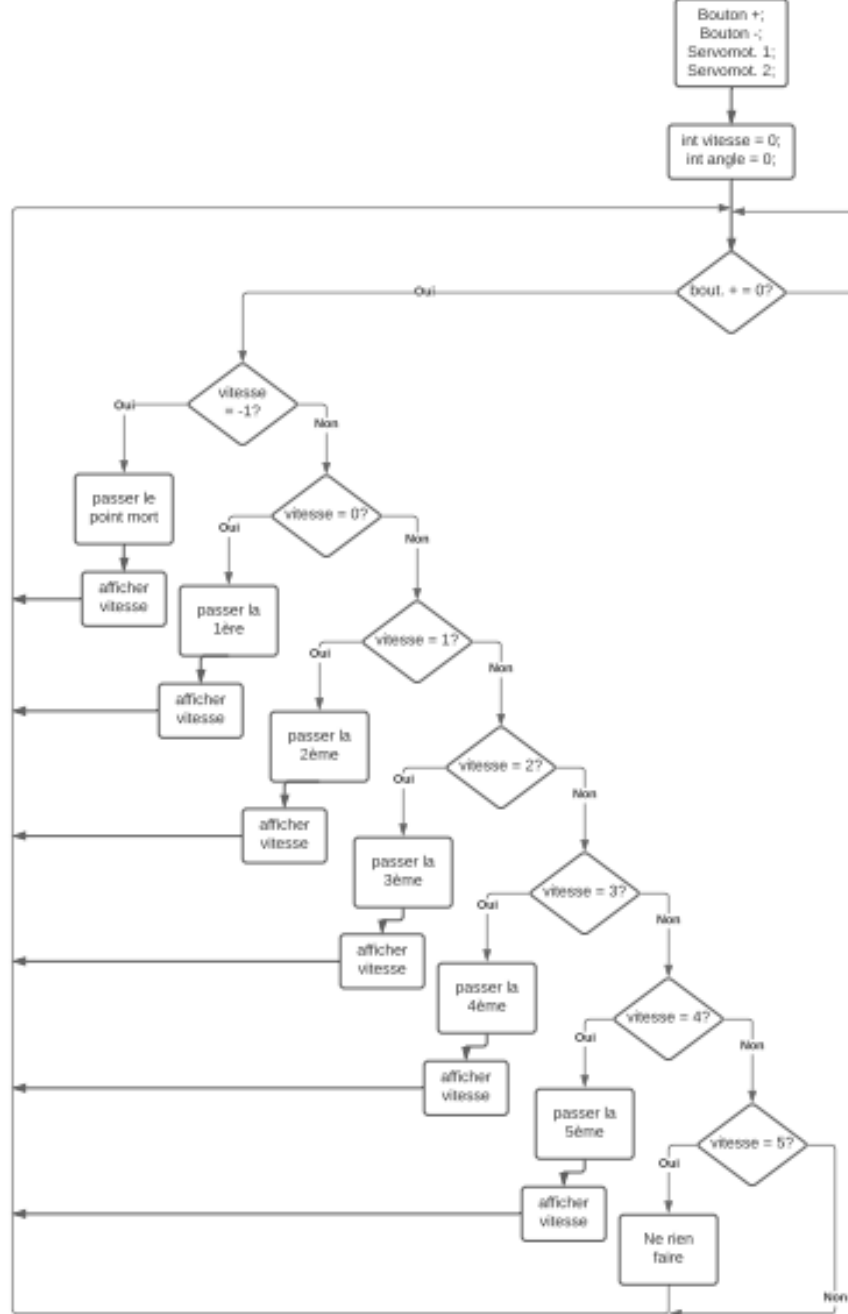 Bouton +;
Bouton -;
Servomot. 1;
Servomot. 2;
int vitesse = 0;
int angle = 0;
bout. + = 0?
Oui
vitesse
= -1?
Oui
Non
passer le
point mort
afficher
vitesse
vitesse = 0?
Oui
Non
passer la
1ère
afficher
vitesse
vitesse = 1?
Oui
Non
passer la
2ème
afficher
vitesse
vitesse = 2?
Oui
Non
passer la
3ème
afficher
vitesse
vitesse = 3?
Oui
Non
passer la
4ème
afficher
vitesse
vitesse = 4?
Oui
Non
passer la
5ème
afficher
vitesse
vitesse = 5?
Oui
Ne rien
faire
Non